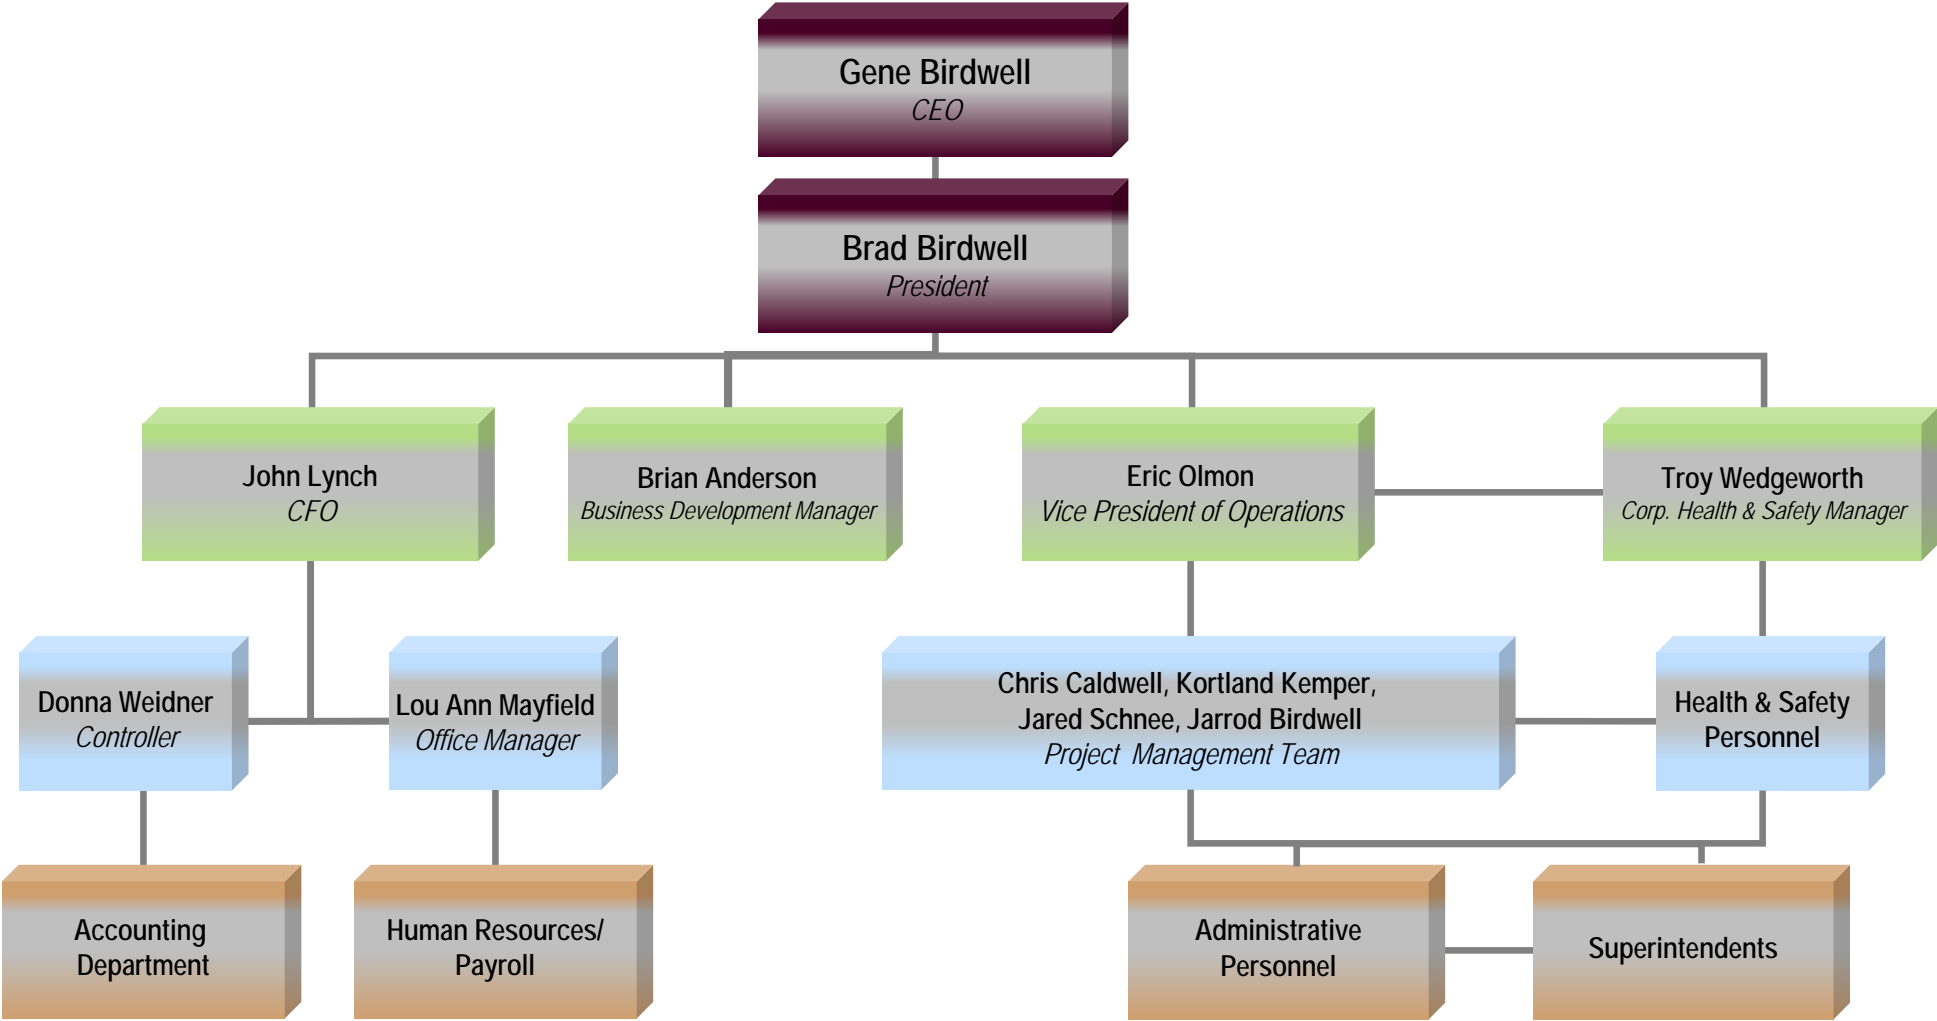 Gene Birdwell
CEO
Brad Birdwell
President
John Lynch
CFO
Brian Anderson
Business Development Manager
Eric Olmon
Vice President of Operations
Troy Wedgeworth
Corp. Health & Safety Manager
Donna Weidner
Controller
Lou Ann Mayfield
Office Manager
Chris Caldwell, Kortland Kemper,
Jared Schnee, Jarrod Birdwell
Project Management Team
Health & Safety
Personnel
Accounting
Department
Human Resources/
Payroll
Administrative
Personnel
Superintendents